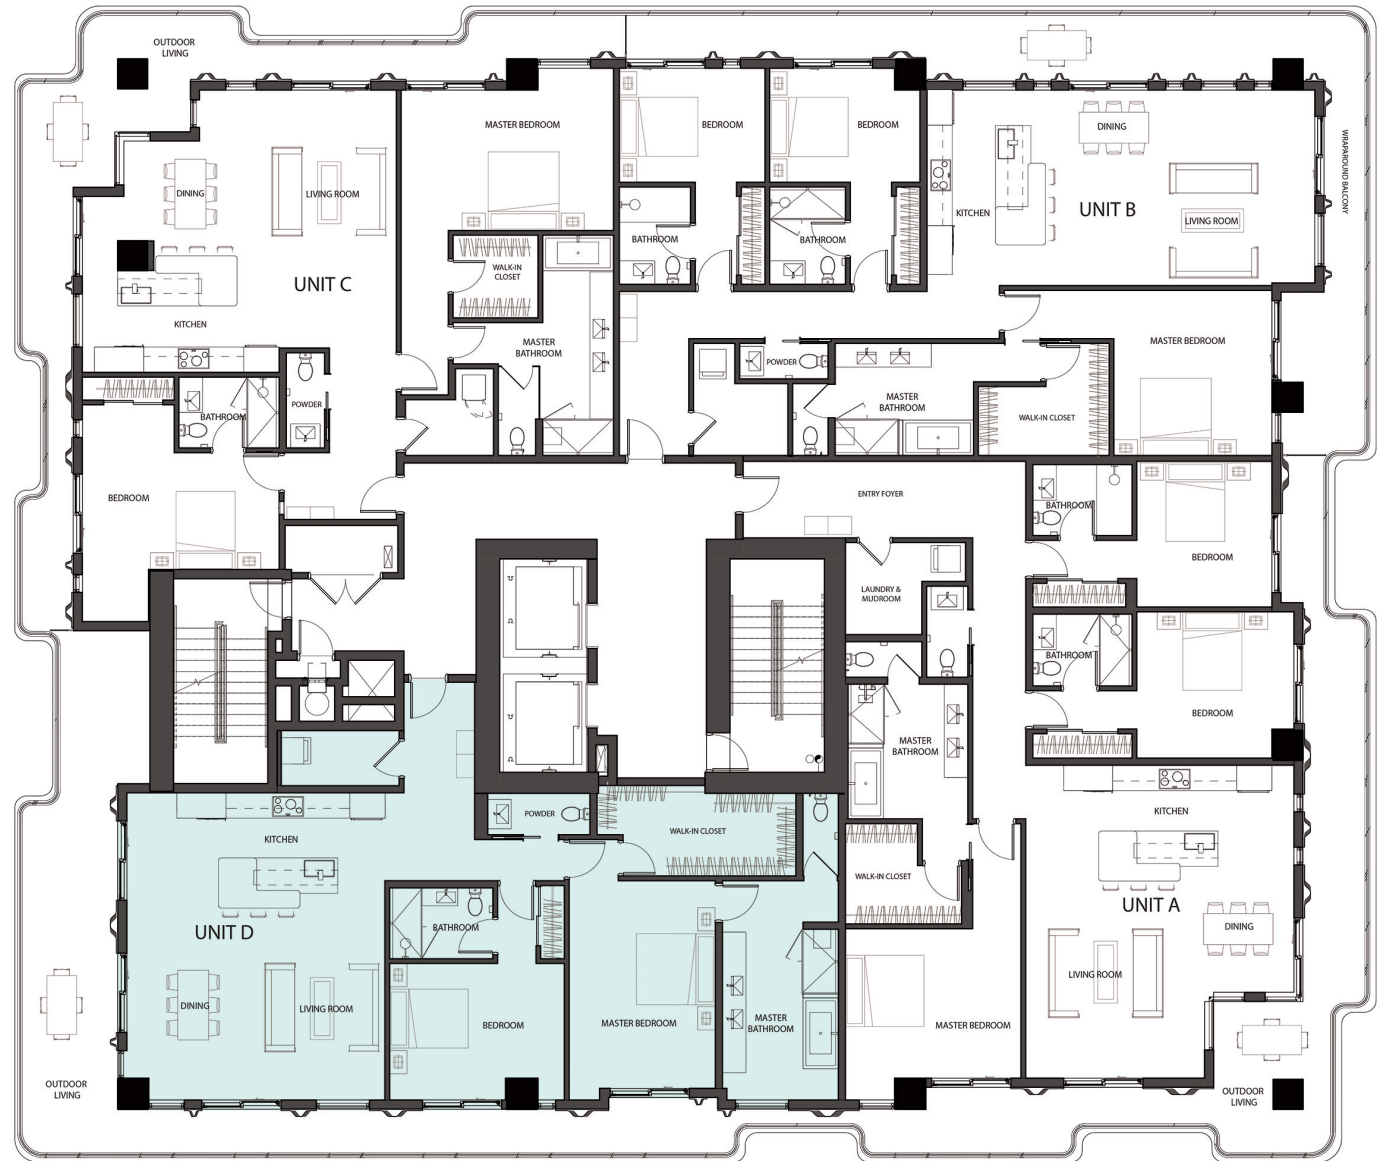 OUTDOOR
LIVING
MASTER BEDROOM
BEDROOM
BEDROOM
DINING
WRAPAROUND BALCONY
DINING
LIVING ROOM
KITCHEN
UNIT B
LIVING ROOM
BATHROOM
BATHROOM
WALK-IN
CLOSET
UNIT C
KITCHEN
MASTER
BATHROOM
POWDER
MASTER BEDROOM
BATHROOM
POWDER
MASTER
BATHROOM
WALK-IN CLOSET
BEDROOM
ENTRY FOYER
BATHROOM
BEDROOM
LAUNDRY &
MUDROOM
BATHROOM
BEDROOM
MASTER
BATHROOM
KITCHEN
POWDER
WALK-IN CLOSET
KITCHEN
WALK-IN CLOSET
UNIT A
DINING
UNIT D
BATHROOM
LIVING ROOM
DINING
LIVING ROOM
BEDROOM
MASTER BEDROOM
MASTER
BATHROOM
MASTER BEDROOM
OUTDOOR
LIVING
OUTDOOR
LIVING